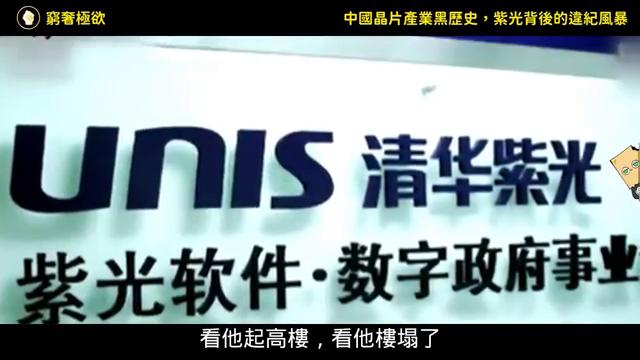 窮奢極欲
中國晶片產業黑歷史，紫光背後的違紀風暴
UNIS 清华紫光
紫光软件·数字政府事业
看他起高樓，看他樓塌了